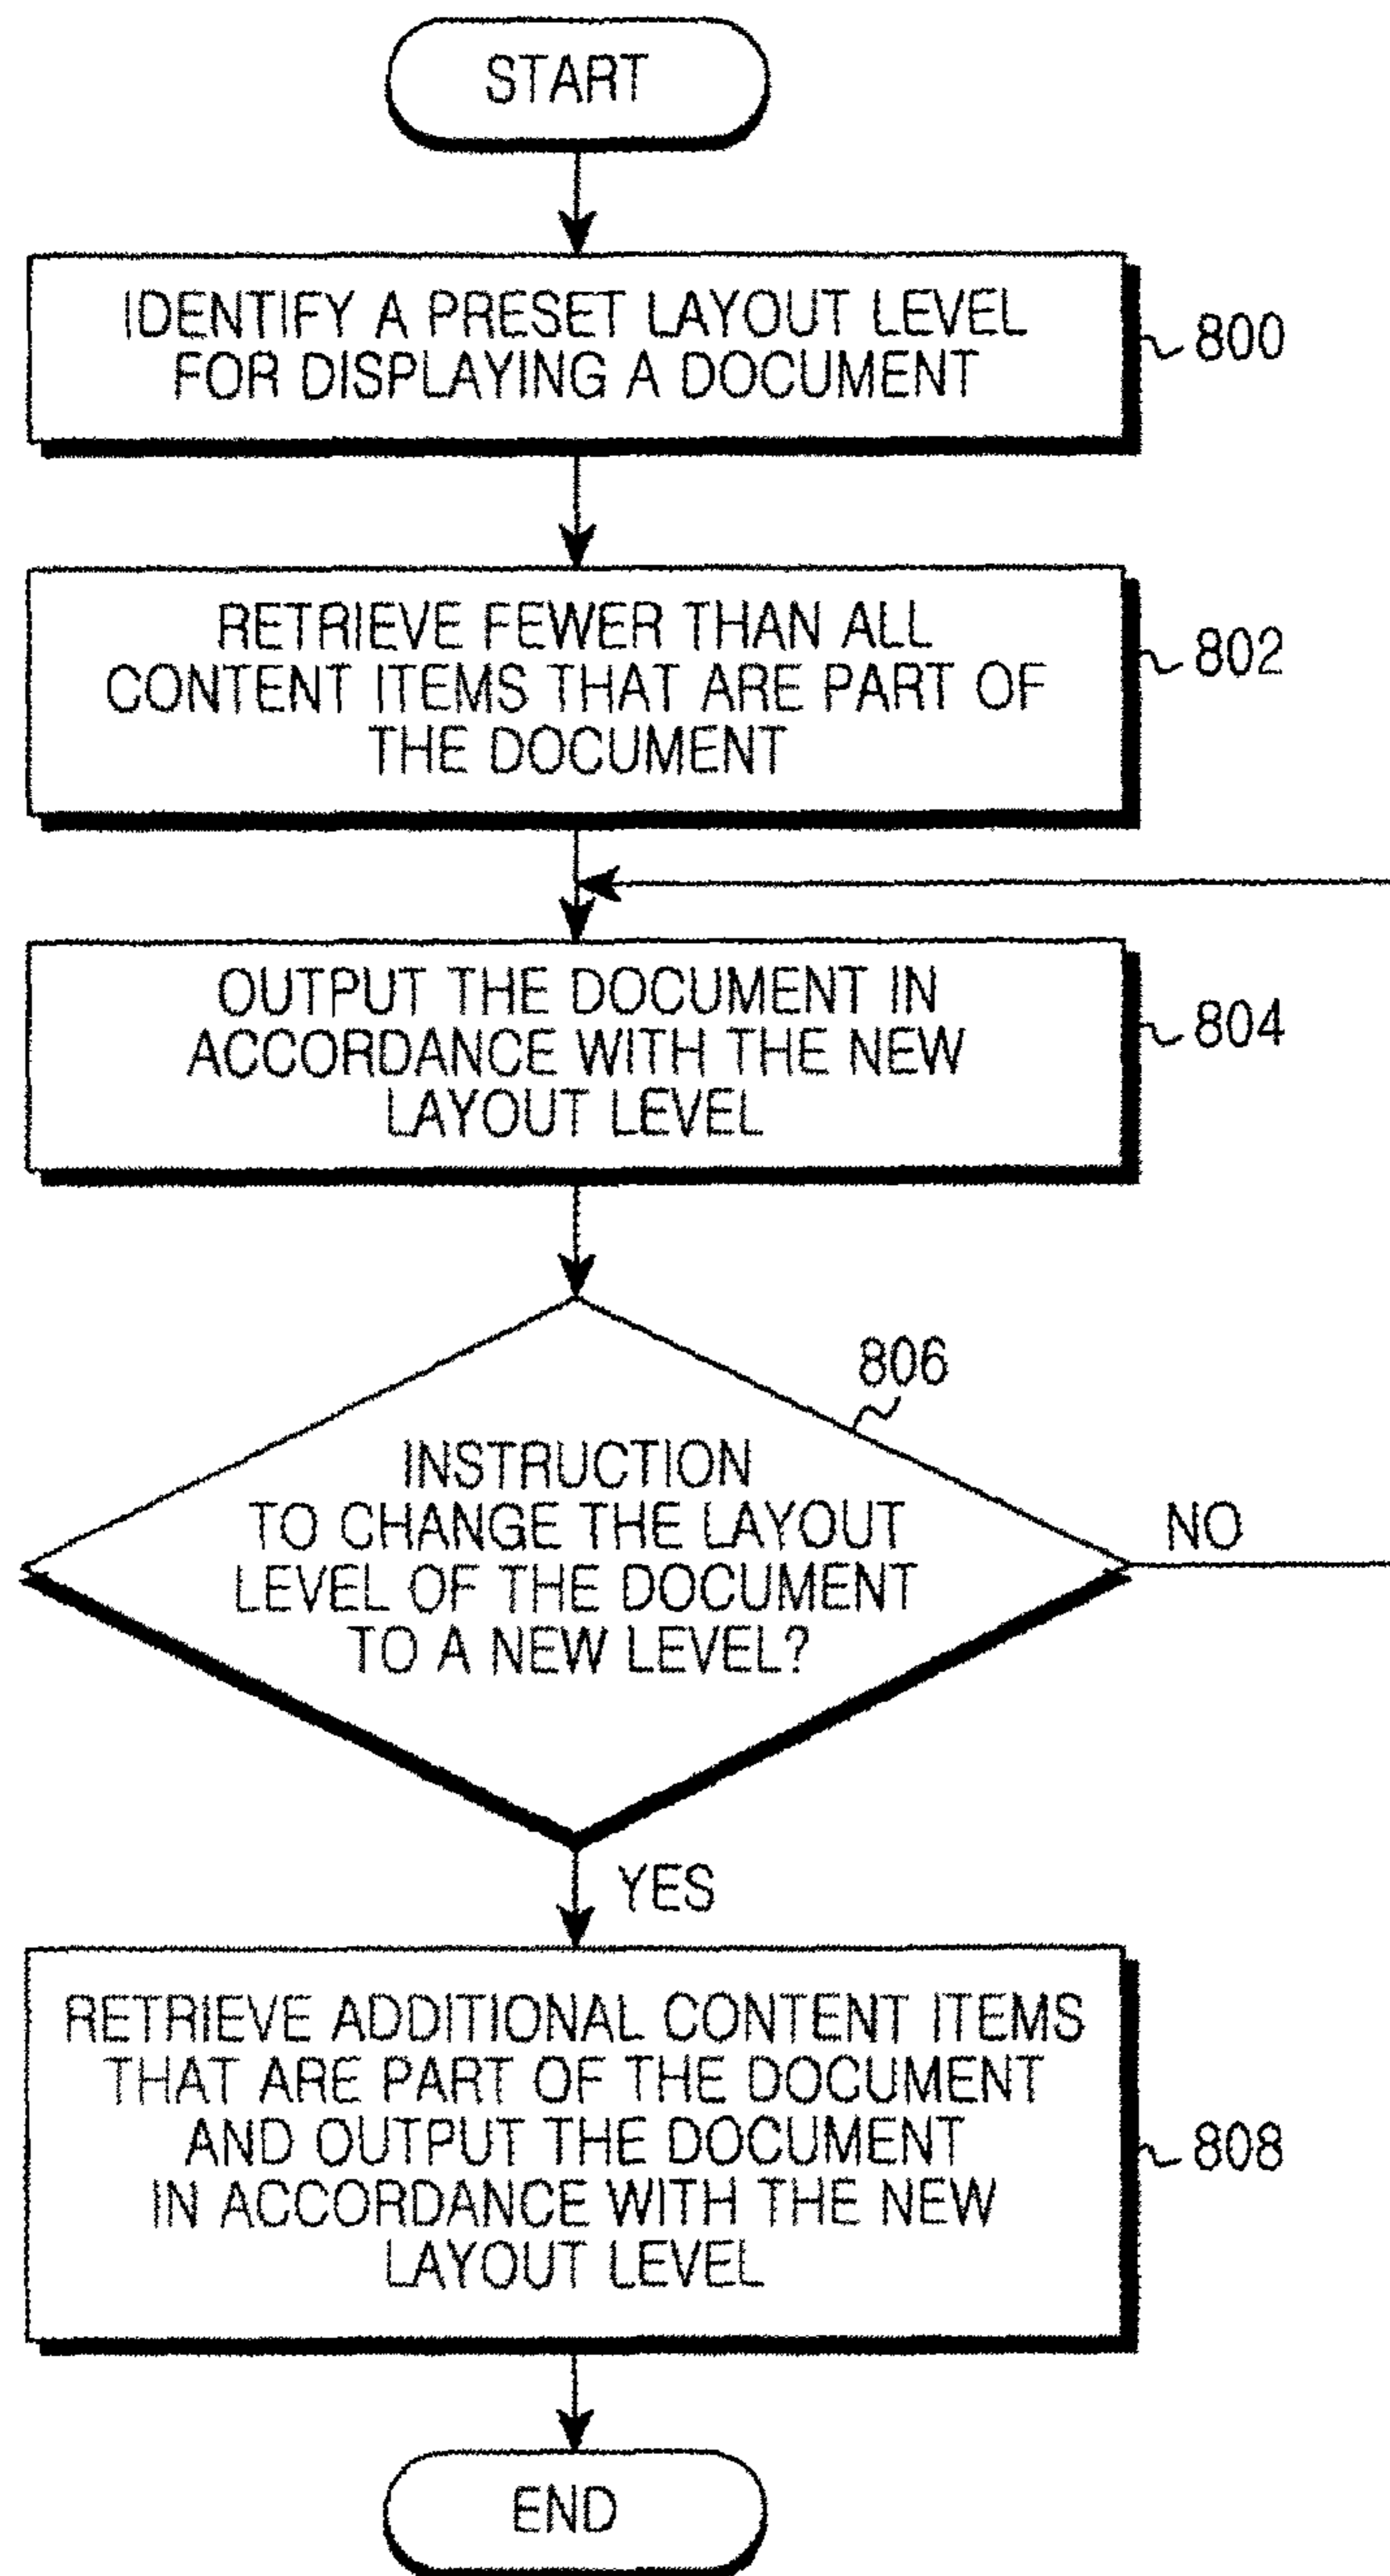 START
IDENTIFY A PRESET LAYOUT LEVEL
FOR DISPLAYING A DOCUMENT
800
RETRIEVE FEWER THAN ALL
CONTENT ITEMS THAT ARE PART OF
THE DOCUMENT
802
OUTPUT THE DOCUMENT IN
ACCORDANCE WITH THE NEW
LAYOUT LEVEL
804
806
INSTRUCTION
TO CHANGE THE LAYOUT
LEVEL OF THE DOCUMENT
TO A NEW LEVEL?
NO
YES
RETRIEVE ADDITIONAL CONTENT ITEMS
THAT ARE PART OF THE DOCUMENT
AND OUTPUT THE DOCUMENT
IN ACCORDANCE WITH THE NEW
LAYOUT LEVEL
808
END